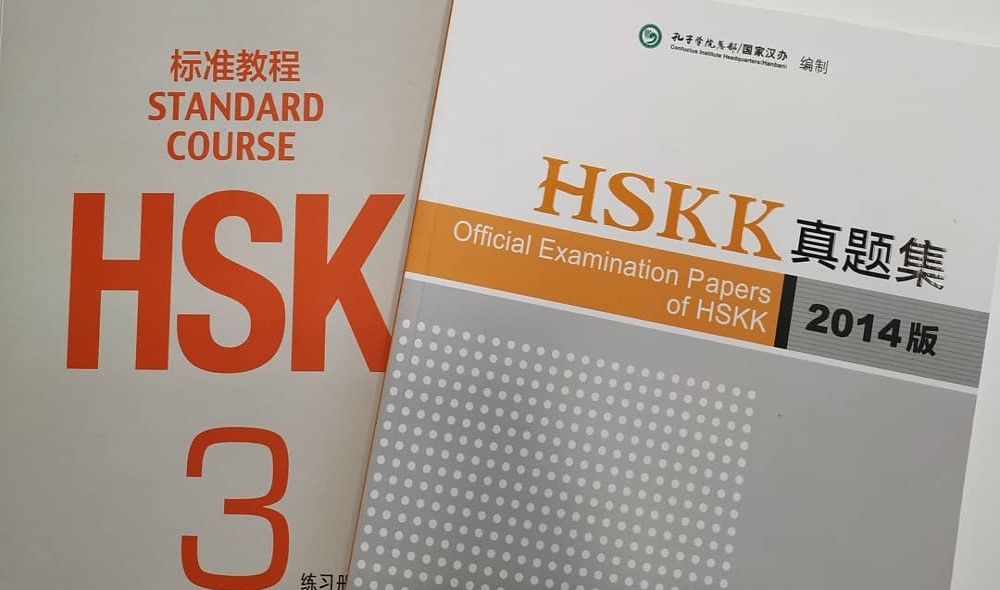 标准教程
STANDARD
COURSE
HSK
3
练习册
孔子学院总部/国家汉办
Confucius Institute Headquarters(Hanban)
编制
HSKK 真题集
Official Examination Papers
of HSKK
2014版